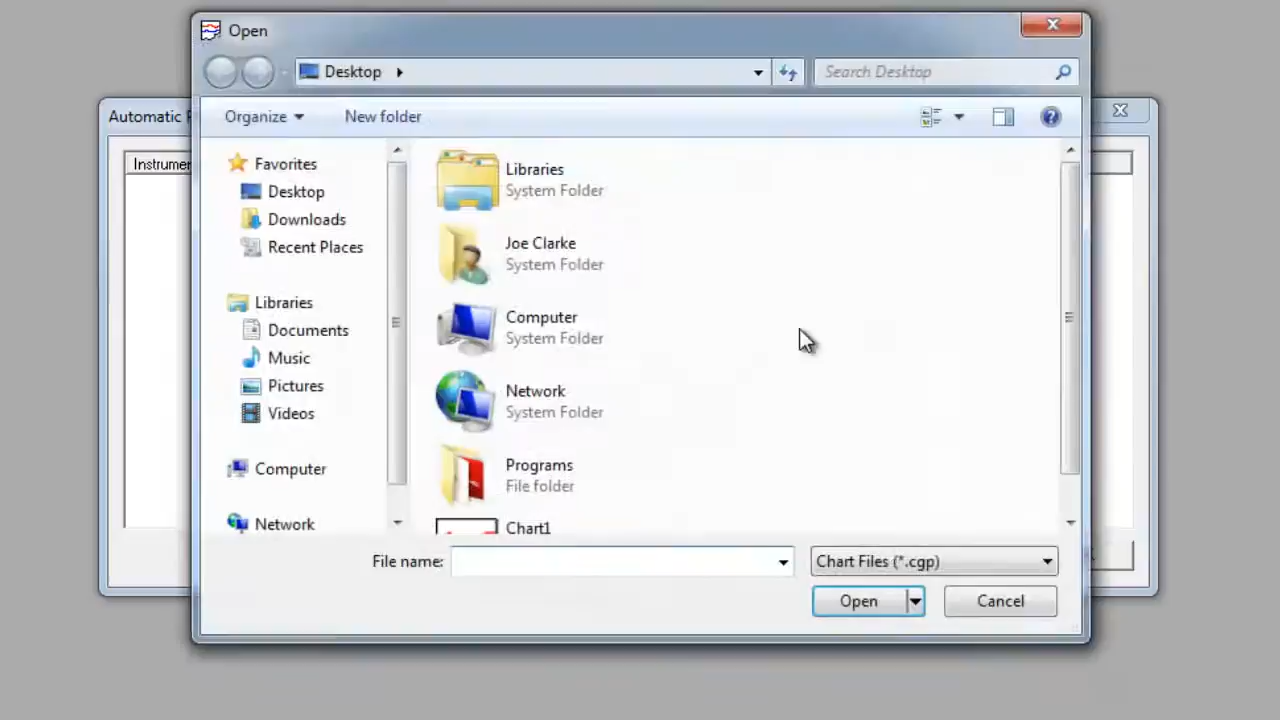 Open
Desktop
Search Desktop
Automatic
Organize
New folder
Instrumen
Favorites
Desktop
Downloads
Recent Places
Libraries
Documents
Music
Pictures
Videos
Computer
Network
Libraries
System Folder
Joe Clarke
System Folder
Computer
System Folder
Network
System Folder
Programs
File folder
Chart1
File name:
Chart Files (*.cgp)
Open
Cancel